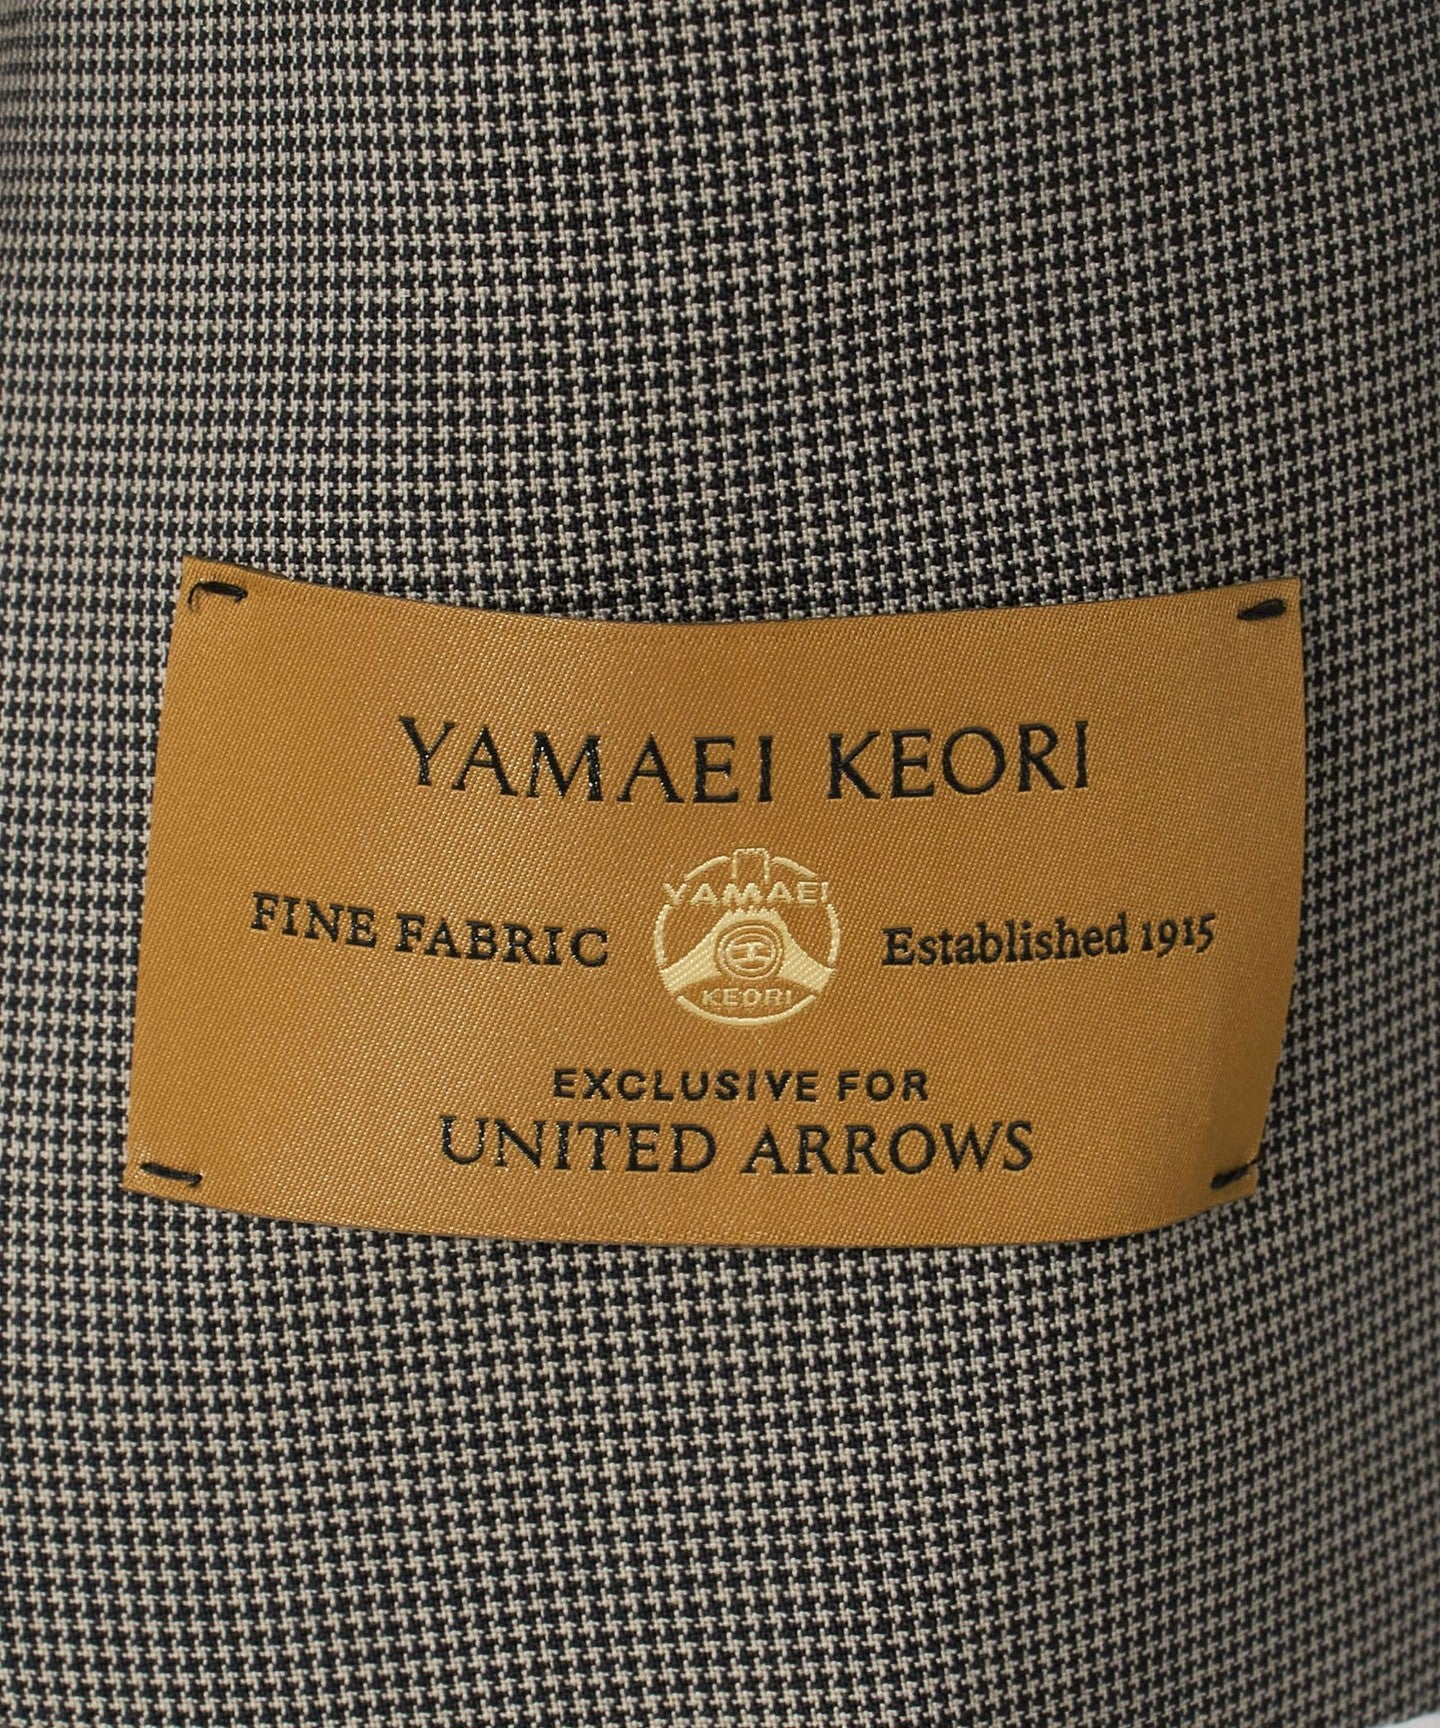 YAMAEI KEORI
FINE FABRIC
YAMAEI
KEORI
Established 1915
EXCLUSIVE FOR
UNITED ARROWS